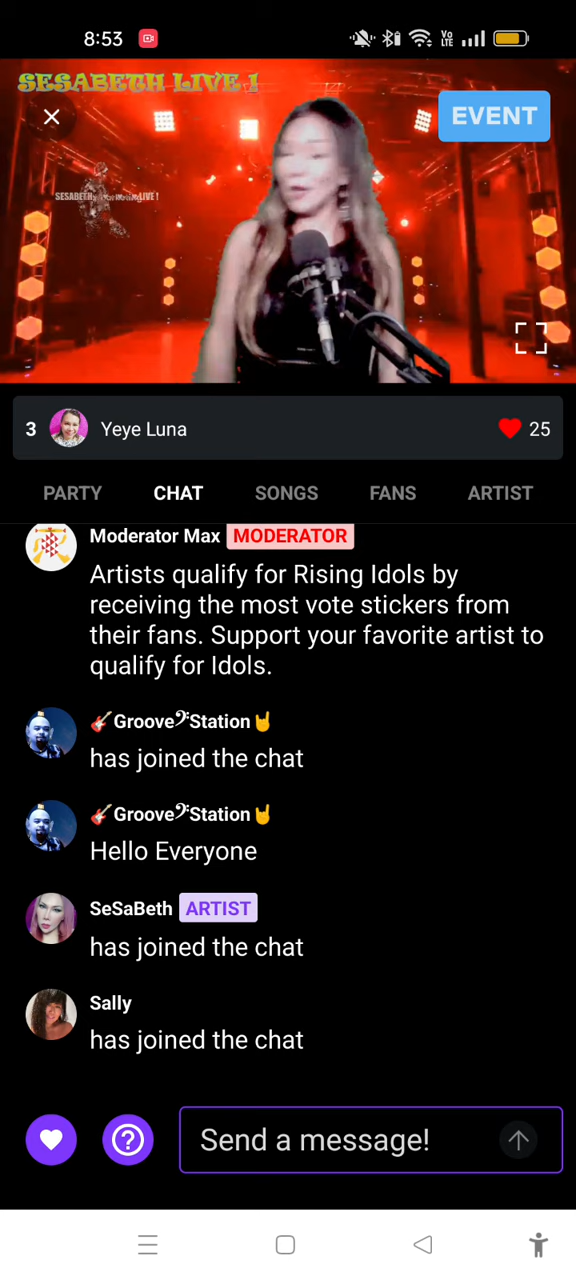 8:53
VO
LTE
SESABETH LIVE !
EVENT
3 Yeye Luna 25
PARTY CHAT SONGS FANS ARTIST
Moderator Max MODERATOR
Artists qualify for Rising Idols by
receiving the most vote stickers from
their fans. Support your favorite artist to
qualify for Idols.
🎸Groove𝄢Station🤘
has joined the chat
🎸Groove𝄢Station🤘
Hello Everyone
SeSaBeth ARTIST
has joined the chat
Sally
has joined the chat
Send a message!